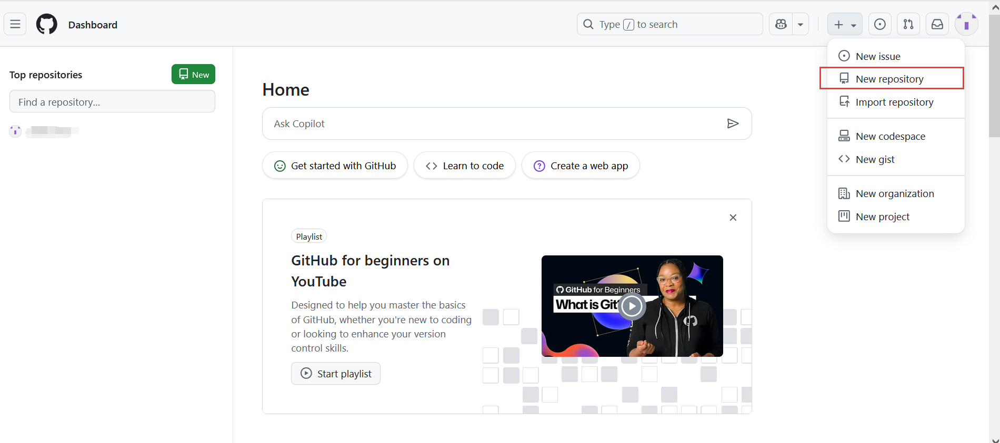 Dashboard
Type / to search
New issue
New repository
Import repository
New codespace
New gist
New organization
New project
Top repositories
New
Find a repository...
Home
Ask Copilot
Get started with GitHub
Learn to code
Create a web app
Playlist
GitHub for beginners on
YouTube
Designed to help you master the basics
of GitHub, whether you're new to coding
or looking to enhance your version
control skills.
Start playlist
GitHub for Beginners
What is Git